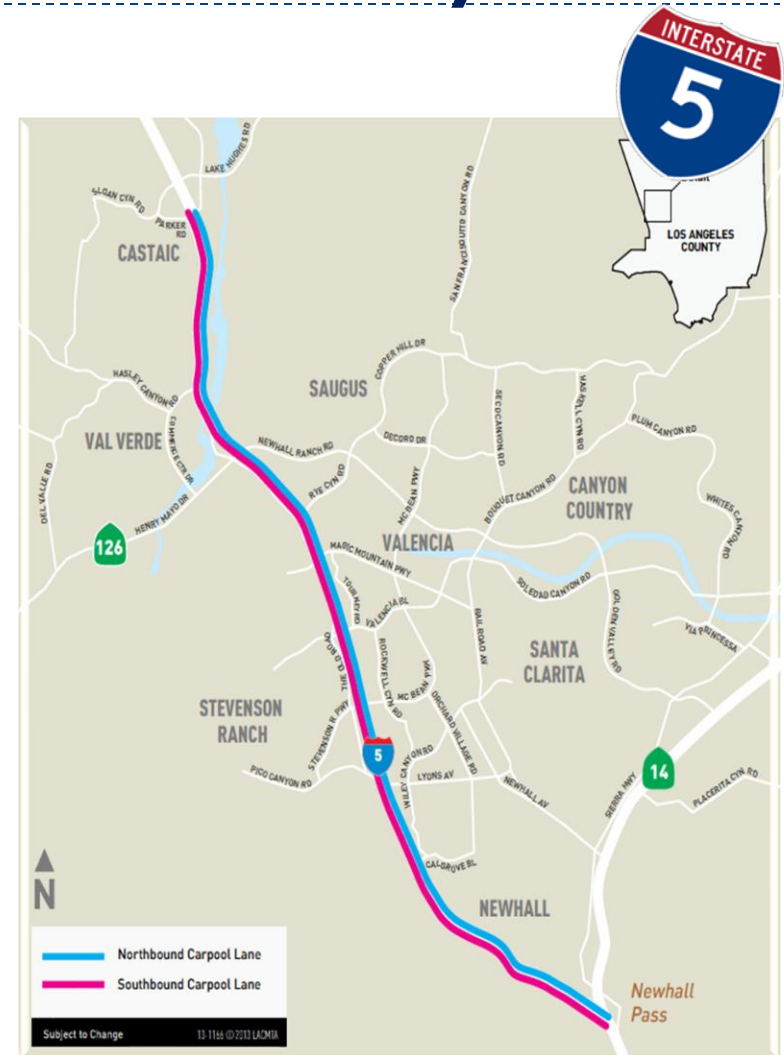 INTERSTATE
5
LOS ANGELES
COUNTY
LAKE HUGHES RD
SLOAN CYN RD
PARKER
RD
CASTAIC
SAN FRANCISQUITO CANYON RD
COPPER HILL DR
HASLEY CANYON RD
SAUGUS
SECO CANYON RD
HASKELL CYN RD
PLUM CANYON RD
VAL VERDE
COMMERCE CTR DR
NEWHALL RANCH RD
DECORO DR
DEL VALLE RD
RYE CYN RD
MC BEAN PWY
BOUQUET CANYON RD
CANYON
COUNTRY
WHITES CANYON RD
HENRY MAYO DR
126
VALENCIA
MAGIC MOUNTAIN PWY
SOLEDAD CANYON RD
TOURNEY RD
VALENCIA BL
RAILROAD AV
GOLDEN VALLEY RD
VIA PRINCESSA
THE OLD ROAD
ROCKWELL CYN RD
MC BEAN PWY
SANTA
CLARITA
ORCHARD VILLAGE RD
STEVENSON
RANCH
STEVENSON R. PWY
5
PICO CANYON RD
WILEY CANYON RD
LYONS AV
NEWHALL AV
SIERRA HWY
14
PLACERITA CYN RD
CALGROVE BL
N
NEWHALL
Northbound Carpool Lane
Southbound Carpool Lane
Newhall
Pass
Subject to Change
13-1166 © 2013 LACMTA